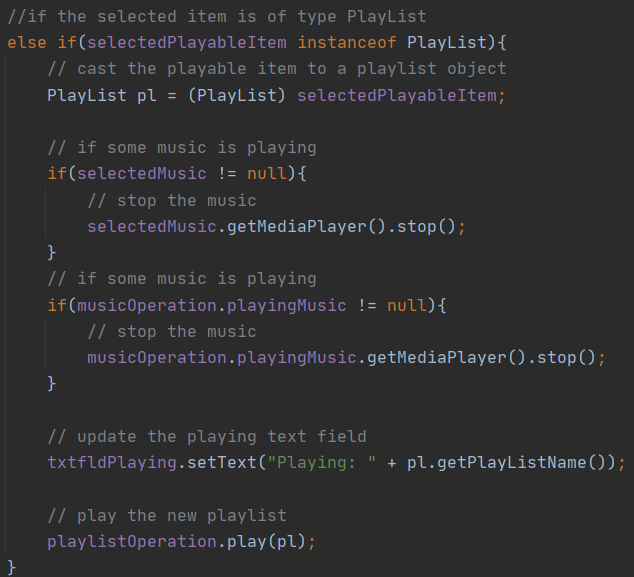 //if the selected item is of type PlayList
else if(selectedPlayableItem instanceof PlayList){
    // cast the playable item to a playlist object
    PlayList pl = (PlayList) selectedPlayableItem;

    // if some music is playing
    if(selectedMusic != null){
        // stop the music
        selectedMusic.getMediaPlayer().stop();
    }
    // if some music is playing
    if(musicOperation.playingMusic != null){
        // stop the music
        musicOperation.playingMusic.getMediaPlayer().stop();
    }

    // update the playing text field
    txtfldPlaying.setText("Playing: " + pl.getPlayListName());

    // play the new playlist
    playlistOperation.play(pl);
}